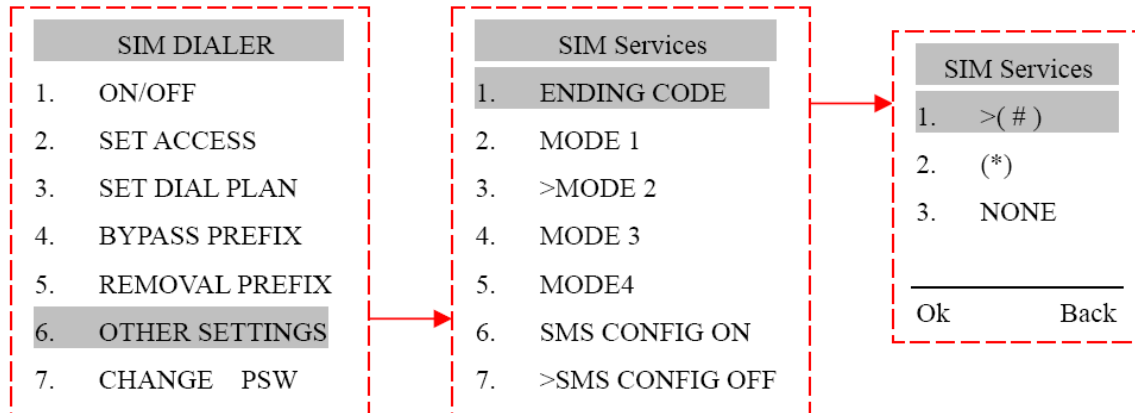 SIM DIALER
1. ON/OFF
2. SET ACCESS
3. SET DIAL PLAN
4. BYPASS PREFIX
5. REMOVAL PREFIX
6. OTHER SETTINGS
7. CHANGE PSW
SIM Services
1. ENDING CODE
2. MODE 1
3. >MODE 2
4. MODE 3
5. MODE4
6. SMS CONFIG ON
7. >SMS CONFIG OFF
SIM Services
1. >( # )
2. (*)
3. NONE
Ok Back